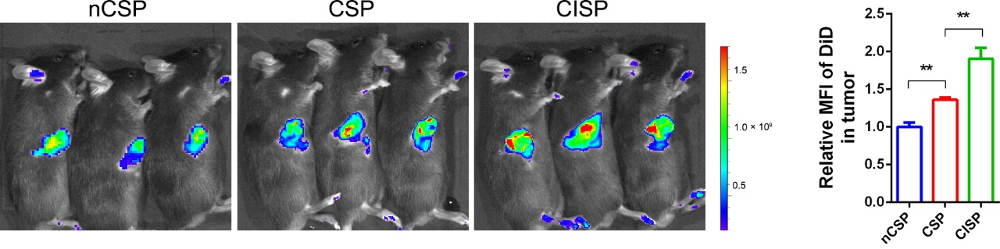 nCSP CSP CISP
1.5
1.0 × 10⁹
0.5
Relative MFI of DiD
in tumor
2.5
2.0
1.5
1.0
0.5
0.0
**
**
nCSP CSP CISP